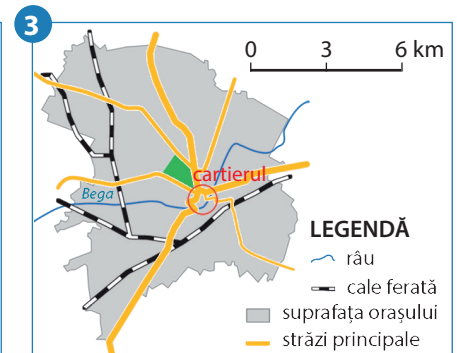 3
0 3 6 km
cartierul
Bega
LEGENDĂ
râu
cale ferată
suprafața orașului
străzi principale